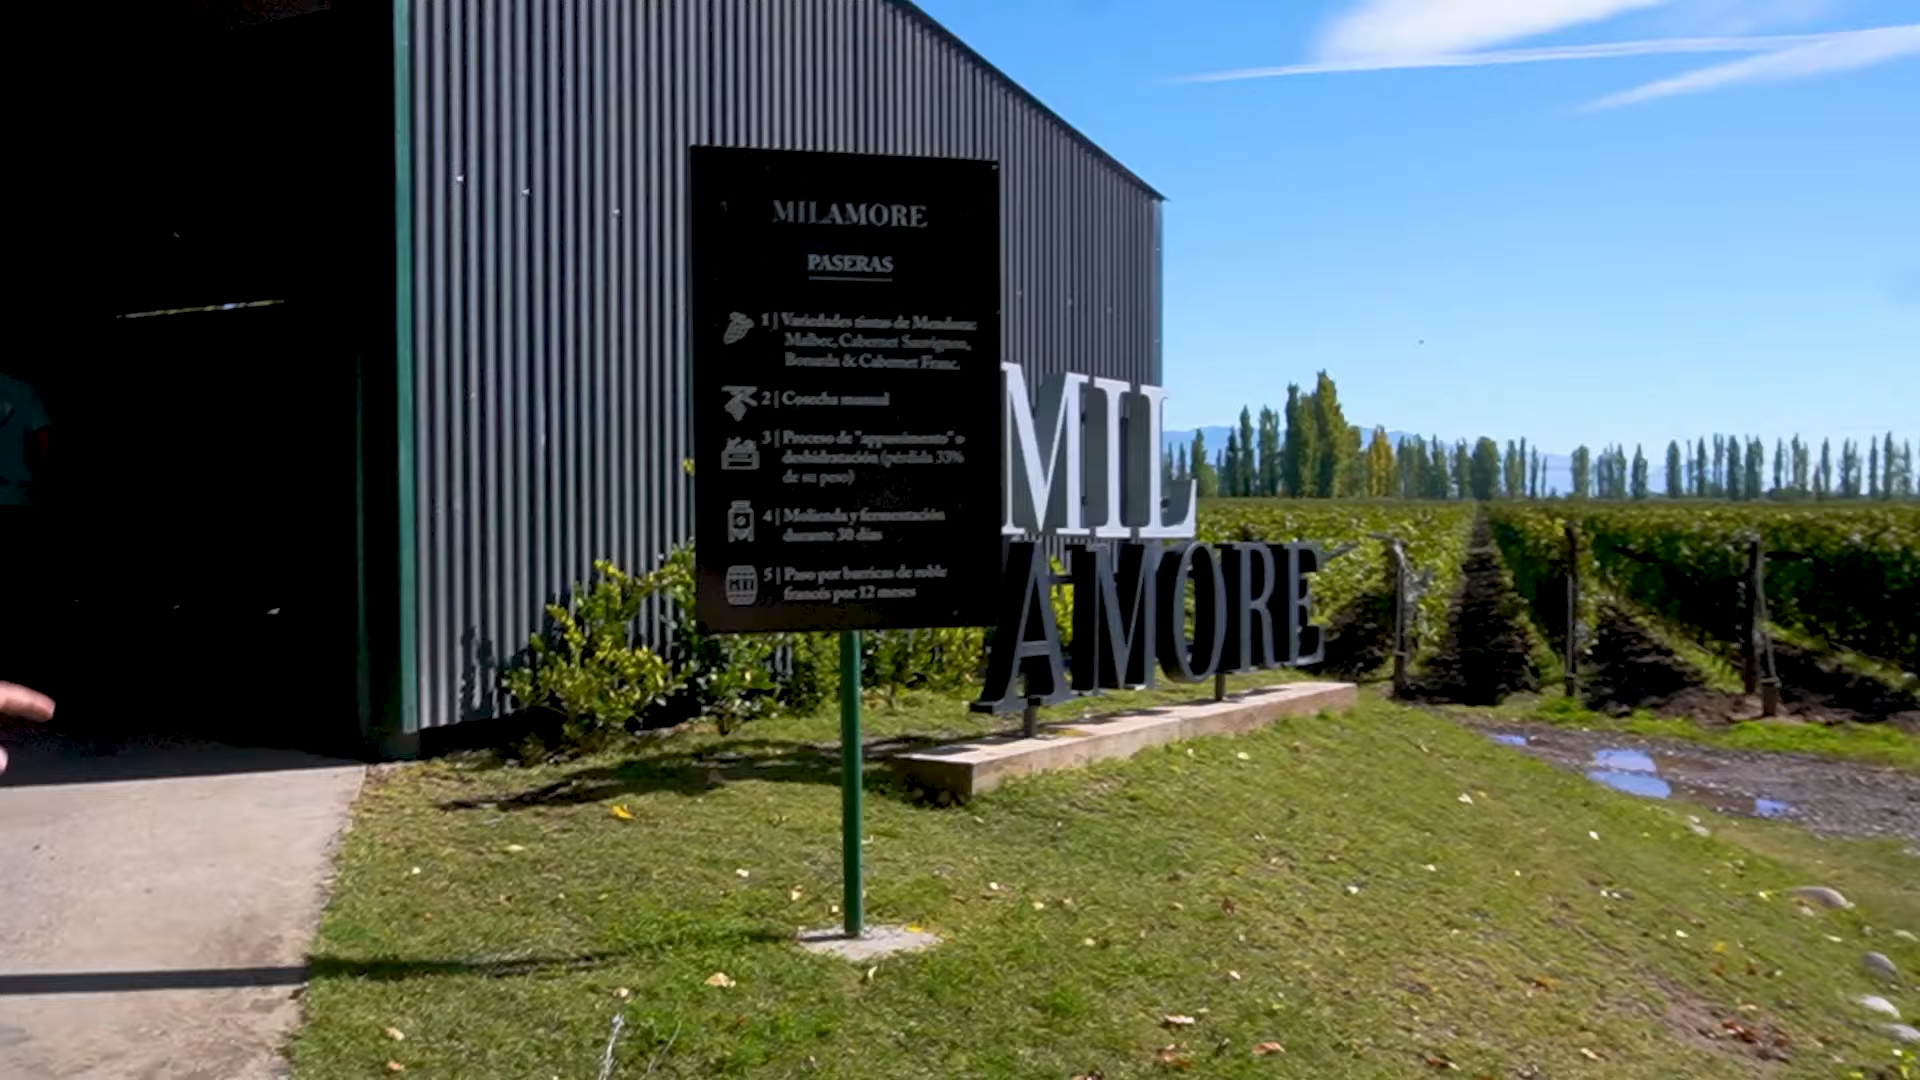 MILAMORE
PASERAS
1 | Variedades tintas de Mendoza:
Malbec, Cabernet Sauvignon,
Bonarda & Cabernet Franc.
2 | Cosecha manual
3 | Proceso de "appassimento" o
deshidratación (pérdida 33%
de su peso)
4 | Molienda y fermentación
durante 30 días
5 | Paso por barricas de roble
francés por 12 meses
MIL
AMORE